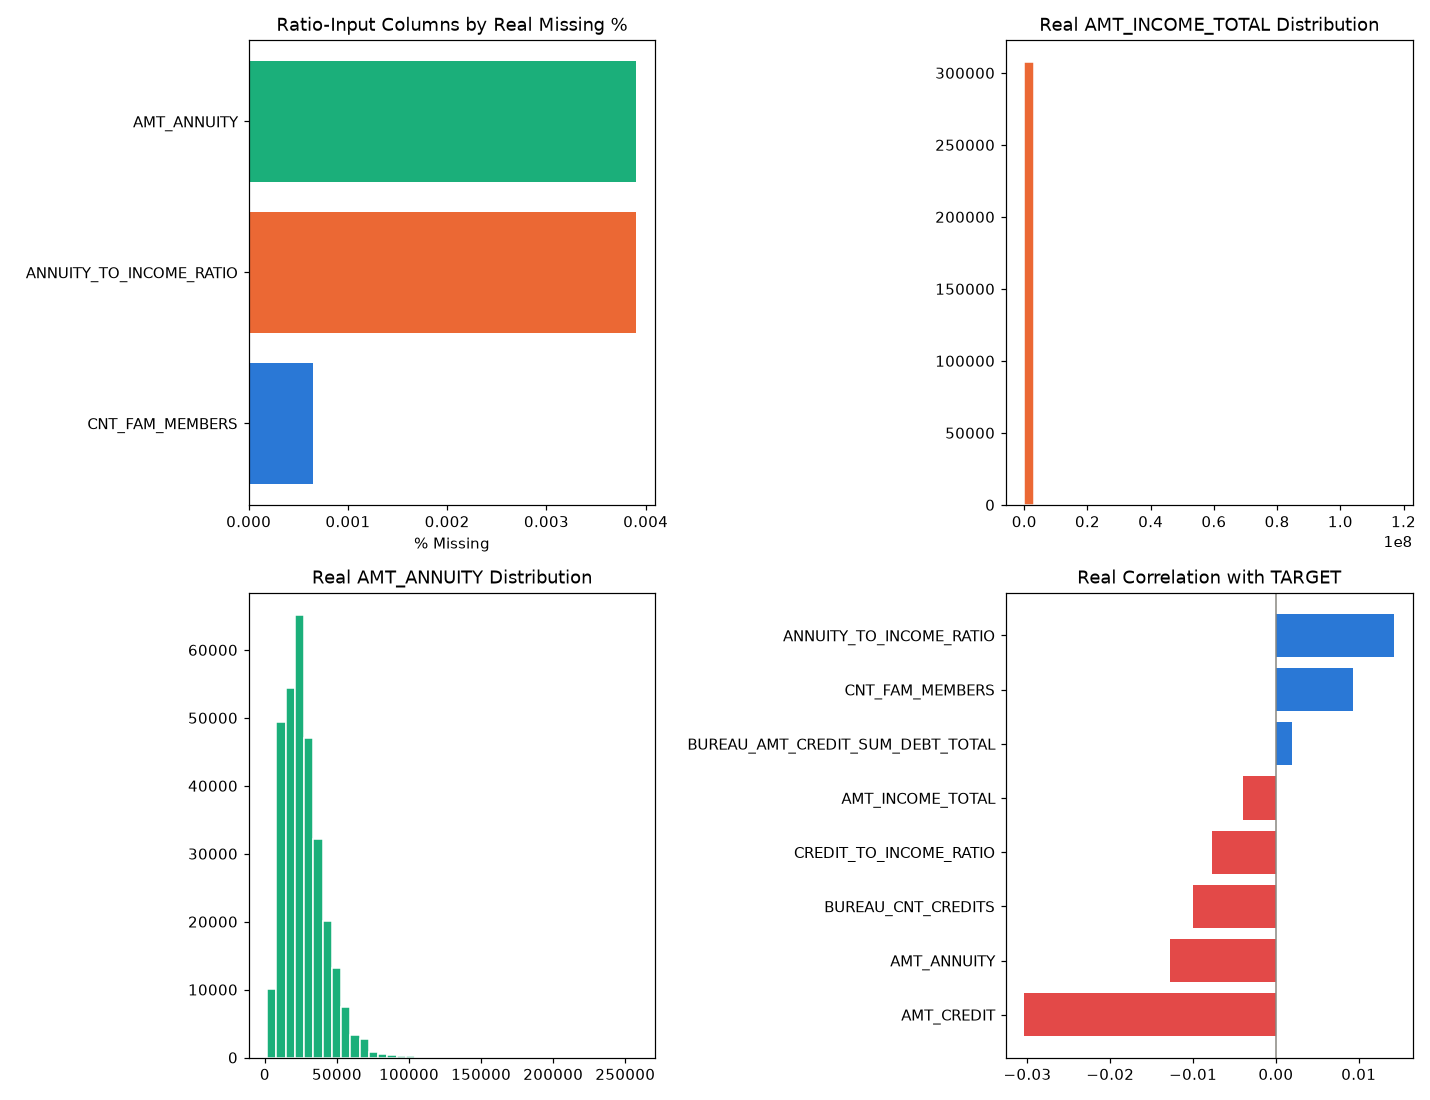 Ratio-Input Columns by Real Missing %
AMT_ANNUITY
ANNUITY_TO_INCOME_RATIO
CNT_FAM_MEMBERS
0.000 0.001 0.002 0.003 0.004
% Missing
Real AMT_INCOME_TOTAL Distribution
300000
250000
200000
150000
100000
50000
0
0.0 0.2 0.4 0.6 0.8 1.0 1.2
1e8
Real AMT_ANNUITY Distribution
60000
50000
40000
30000
20000
10000
0
0 50000 100000 150000 200000 250000
Real Correlation with TARGET
ANNUITY_TO_INCOME_RATIO
CNT_FAM_MEMBERS
BUREAU_AMT_CREDIT_SUM_DEBT_TOTAL
AMT_INCOME_TOTAL
CREDIT_TO_INCOME_RATIO
BUREAU_CNT_CREDITS
AMT_ANNUITY
AMT_CREDIT
−0.03 −0.02 −0.01 0.00 0.01